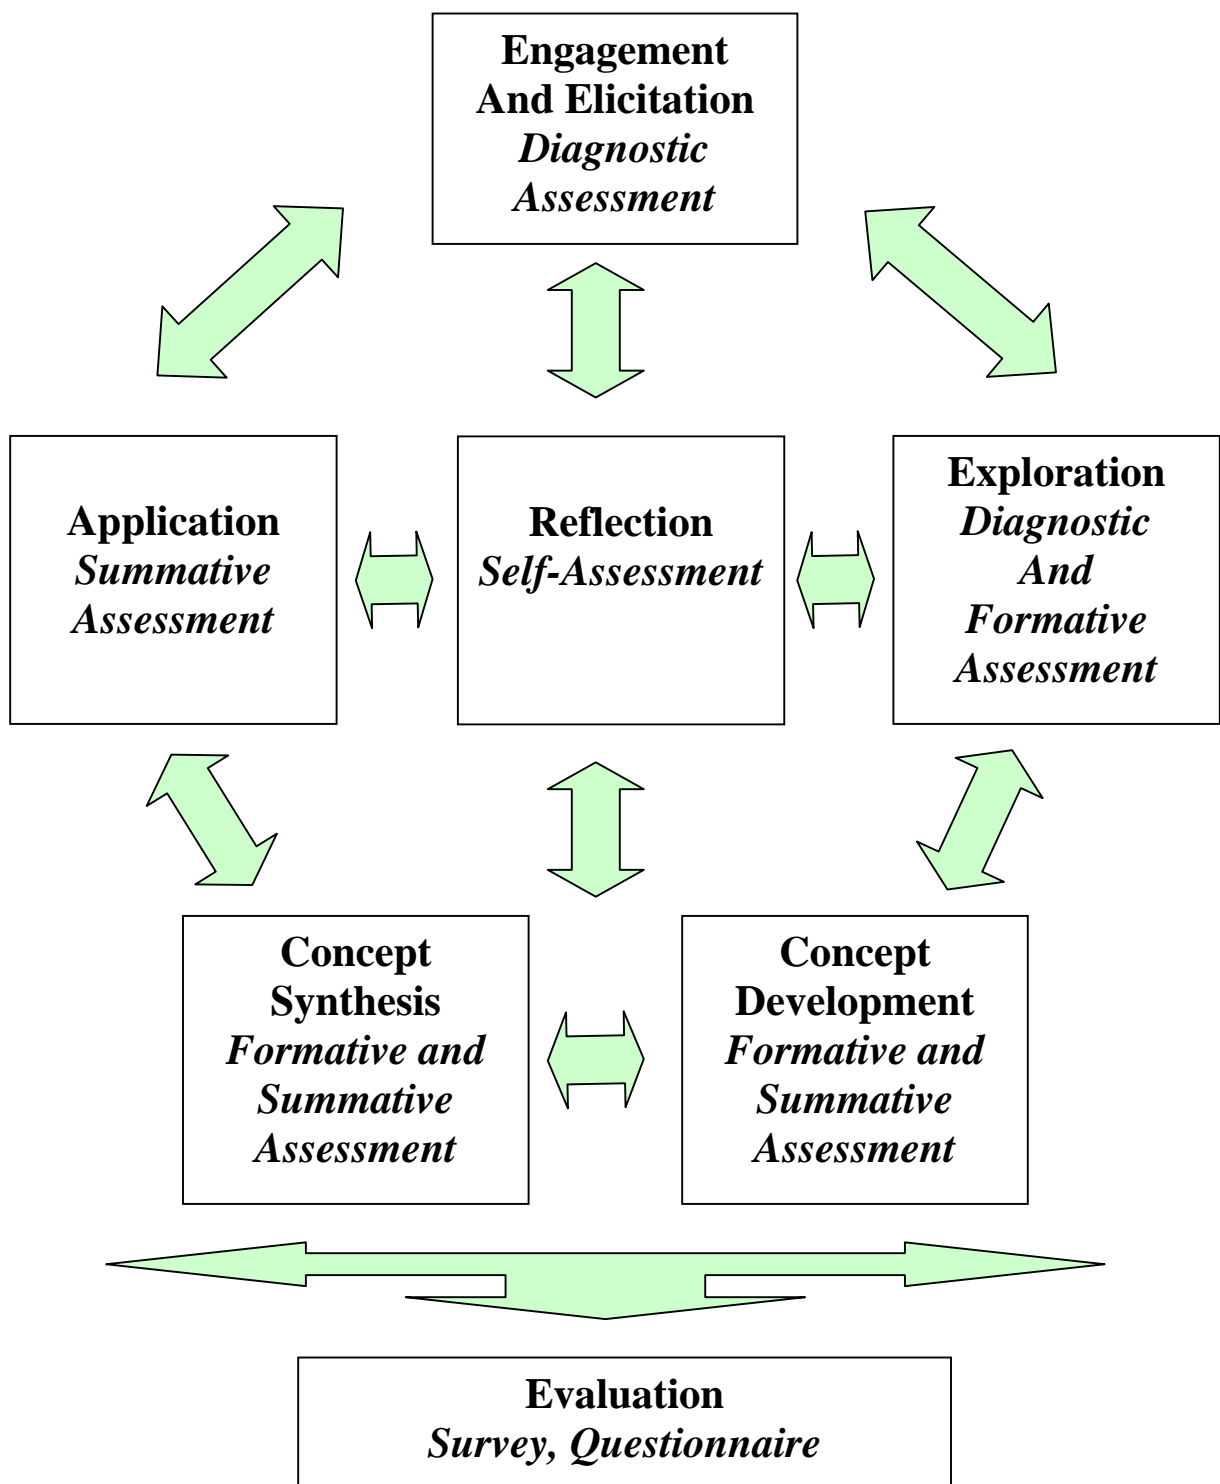 Engagement
And Elicitation
Diagnostic
Assessment
Application
Summative
Assessment
Reflection
Self-Assessment
Exploration
Diagnostic
And
Formative
Assessment
Concept
Synthesis
Formative and
Summative
Assessment
Concept
Development
Formative and
Summative
Assessment
Evaluation
Survey, Questionnaire